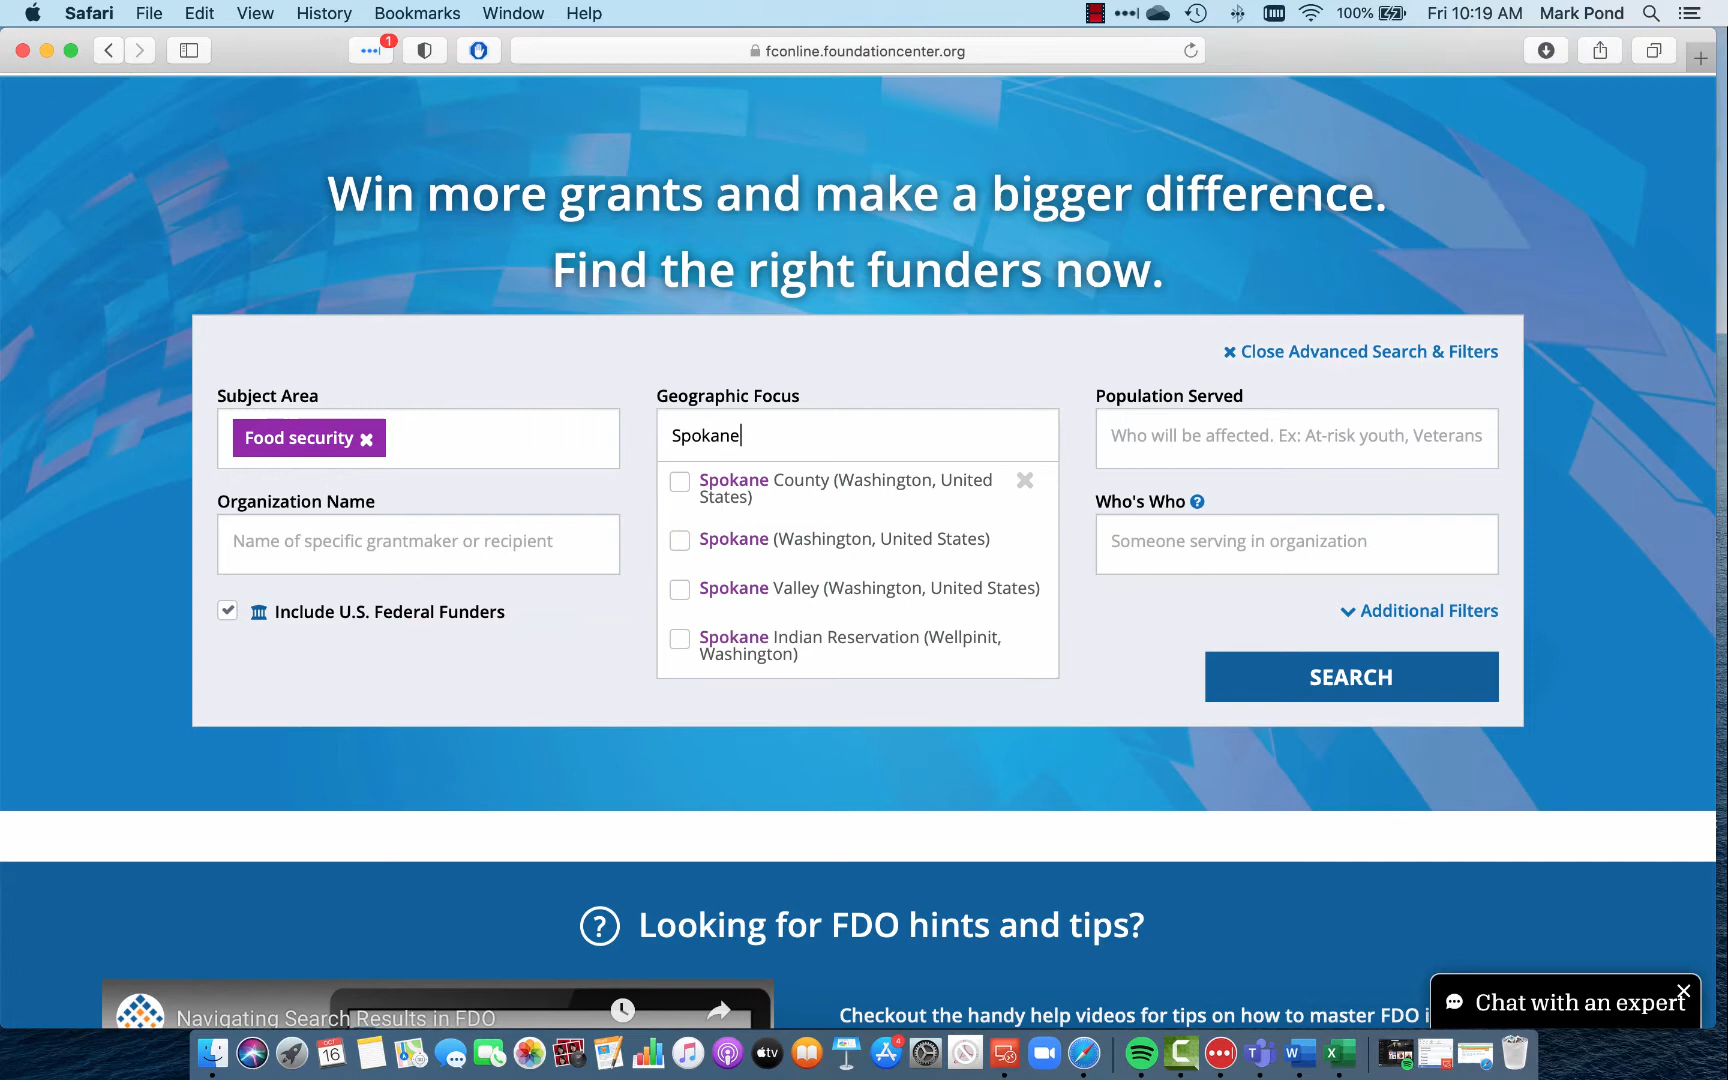 Safari File Edit View History Bookmarks Window Help 100% Fri 10:19 AM Mark Pond
1
fconline.foundationcenter.org
Win more grants and make a bigger difference.
Find the right funders now.
Close Advanced Search & Filters
Subject Area
Food security
Geographic Focus
Spokane
Population Served
Who will be affected. Ex: At-risk youth, Veterans
Spokane County (Washington, United
States)
Spokane (Washington, United States)
Spokane Valley (Washington, United States)
Spokane Indian Reservation (Wellpinit,
Washington)
Organization Name
Name of specific grantmaker or recipient
Who's Who ?
Someone serving in organization
Include U.S. Federal Funders
Additional Filters
SEARCH
? Looking for FDO hints and tips?
Navigating Search Results in FDO
Checkout the handy help videos for tips on how to master FDO i
Chat with an expert
OCT
16
tv
4
C
T
W
X